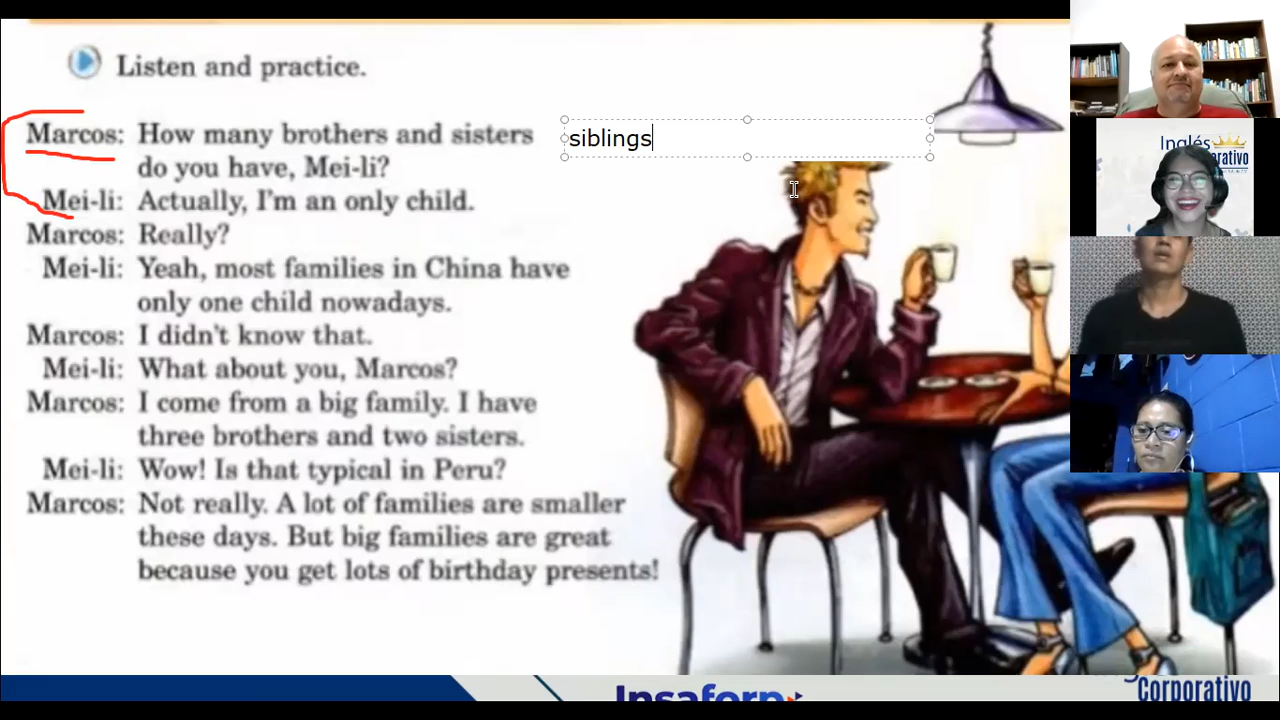 Listen and practice.
Marcos: How many brothers and sisters
siblings
do you have, Mei-li?
Mei-li: Actually, I'm an only child.
Marcos: Really?
Mei-li: Yeah, most families in China have
only one child nowadays.
Marcos: I didn't know that.
Mei-li: What about you, Marcos?
Marcos: I come from a big family. I have
three brothers and two sisters.
Mei-li: Wow! Is that typical in Peru?
Marcos: Not really. A lot of families are smaller
these days. But big families are great
because you get lots of birthday presents!
Inglés
Insaforp
Corporativo